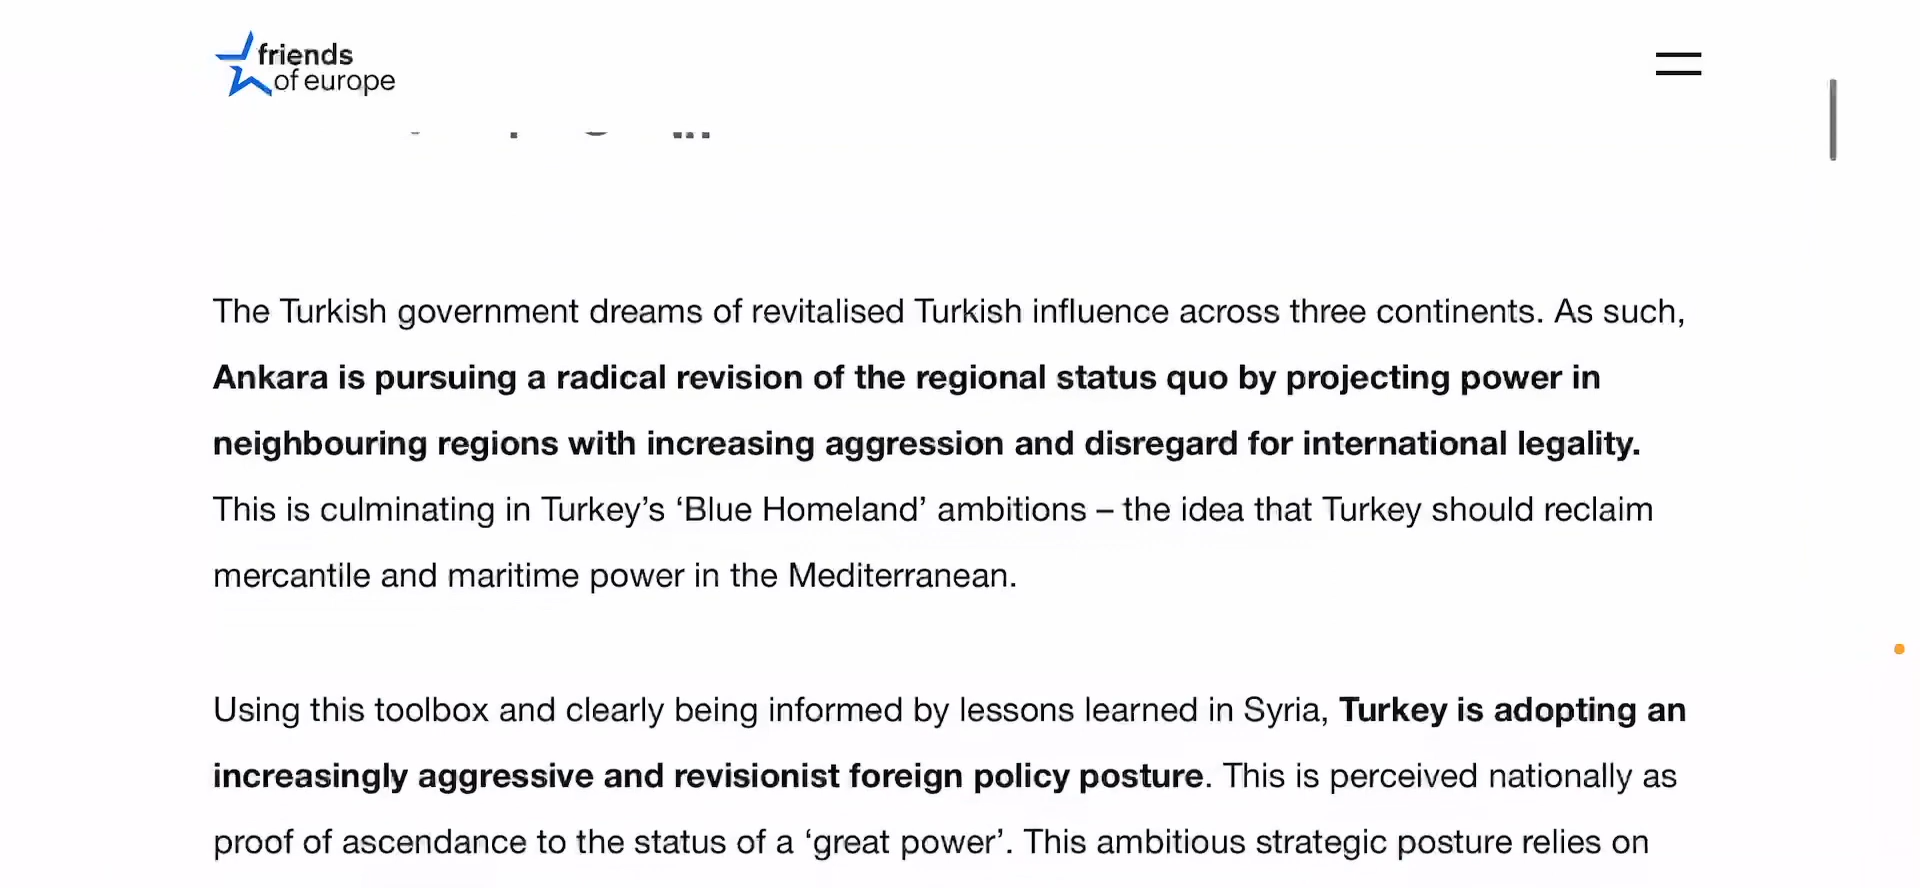 friends
of europe
The Turkish government dreams of revitalised Turkish influence across three continents. As such,
Ankara is pursuing a radical revision of the regional status quo by projecting power in
neighbouring regions with increasing aggression and disregard for international legality.
This is culminating in Turkey’s ‘Blue Homeland’ ambitions – the idea that Turkey should reclaim
mercantile and maritime power in the Mediterranean.
Using this toolbox and clearly being informed by lessons learned in Syria, Turkey is adopting an
increasingly aggressive and revisionist foreign policy posture. This is perceived nationally as
proof of ascendance to the status of a ‘great power’. This ambitious strategic posture relies on